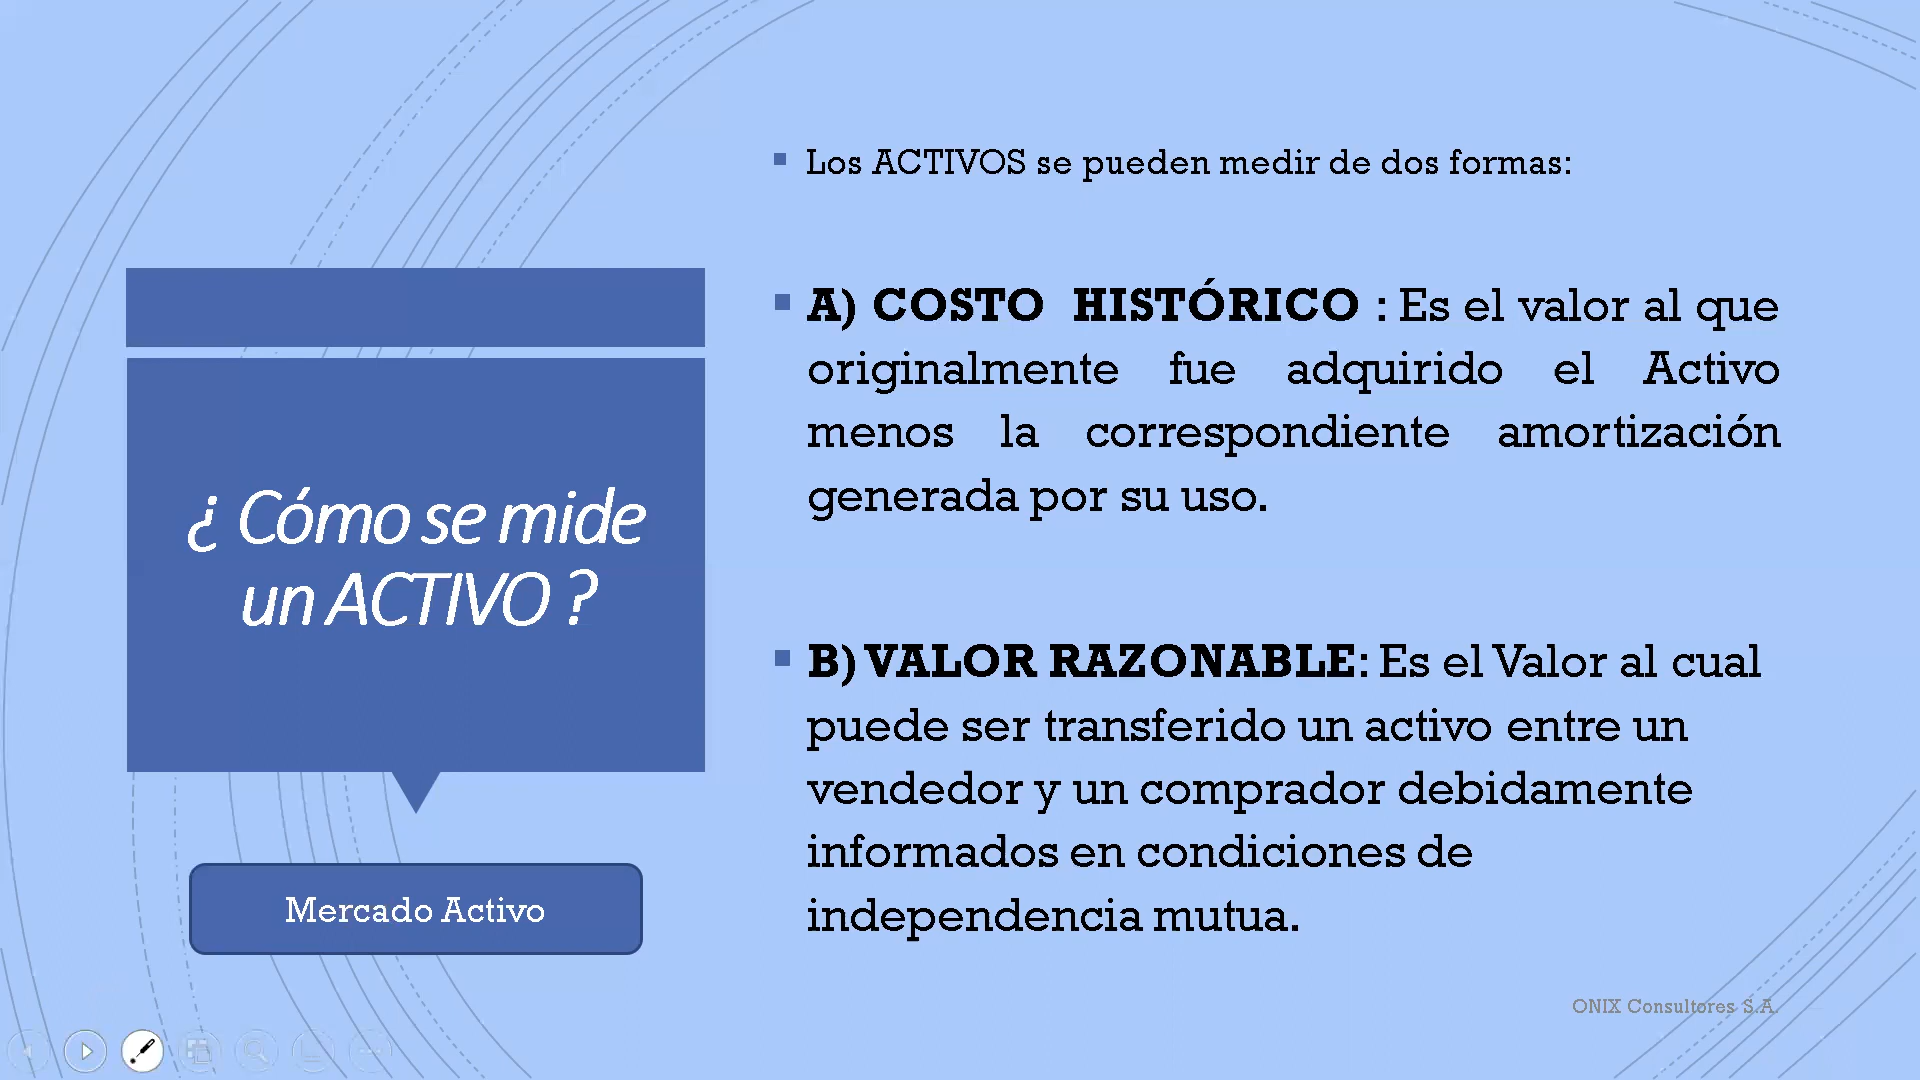 ¿ Cómo se mide
un ACTIVO ?
Mercado Activo
Los ACTIVOS se pueden medir de dos formas:
A) COSTO HISTÓRICO : Es el valor al que
originalmente fue adquirido el Activo
menos la correspondiente amortización
generada por su uso.
B) VALOR RAZONABLE: Es el Valor al cual
puede ser transferido un activo entre un
vendedor y un comprador debidamente
informados en condiciones de
independencia mutua.
ONIX Consultores S.A.